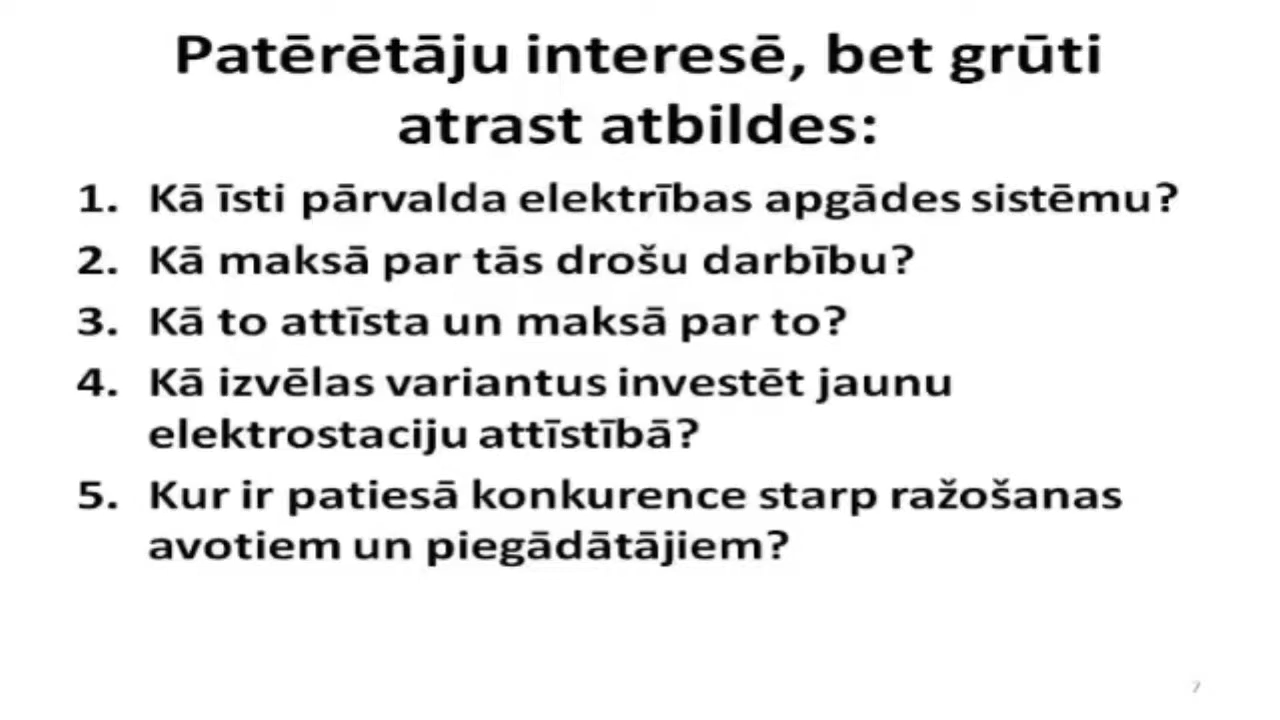 Patērētāju interesē, bet grūti
atrast atbildes:
1. Kā īsti pārvalda elektrības apgādes sistēmu?
2. Kā maksā par tās drošu darbību?
3. Kā to attīsta un maksā par to?
4. Kā izvēlas variantus investēt jaunu
elektrostaciju attīstībā?
5. Kur ir patiesā konkurence starp ražošanas
avotiem un piegādātājiem?
7